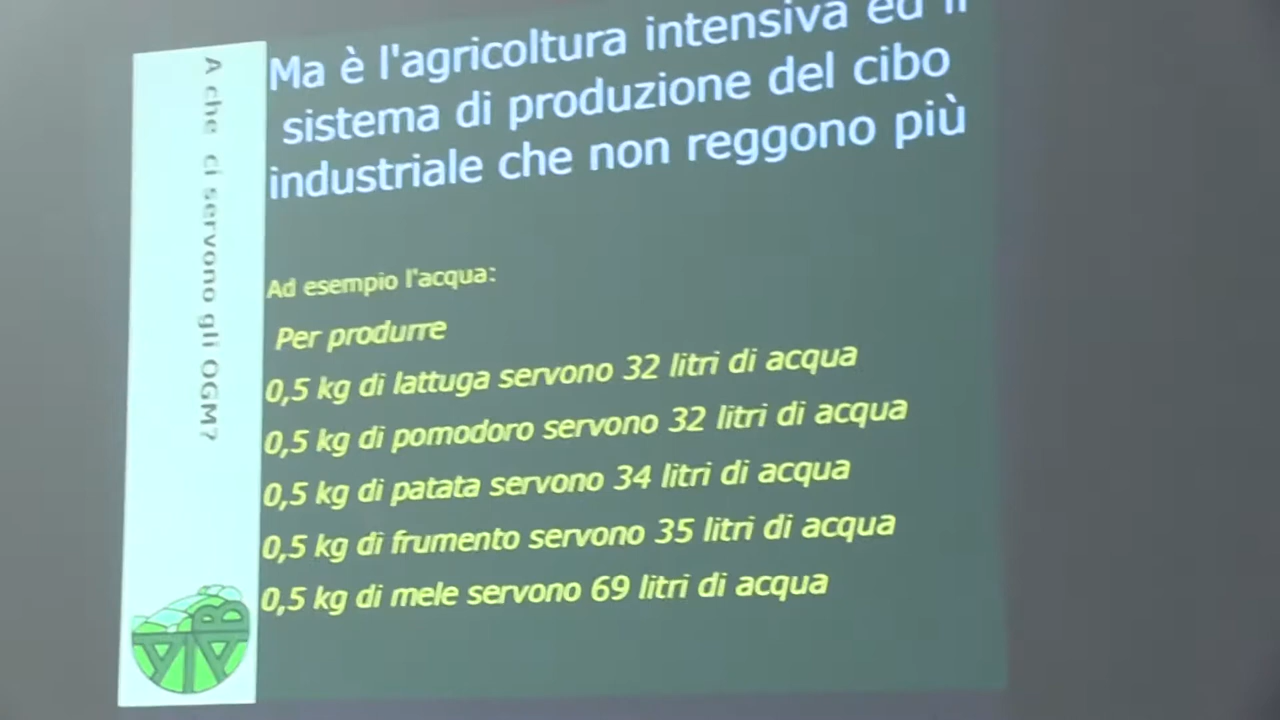 Ma è l'agricoltura intensiva ed il
sistema di produzione del cibo
industriale che non reggono più
Ad esempio l'acqua:
Per produrre
0,5 kg di lattuga servono 32 litri di acqua
0,5 kg di pomodoro servono 32 litri di acqua
0,5 kg di patata servono 34 litri di acqua
0,5 kg di frumento servono 35 litri di acqua
0,5 kg di mele servono 69 litri di acqua
A che ci servono gli OGM?
AIAB